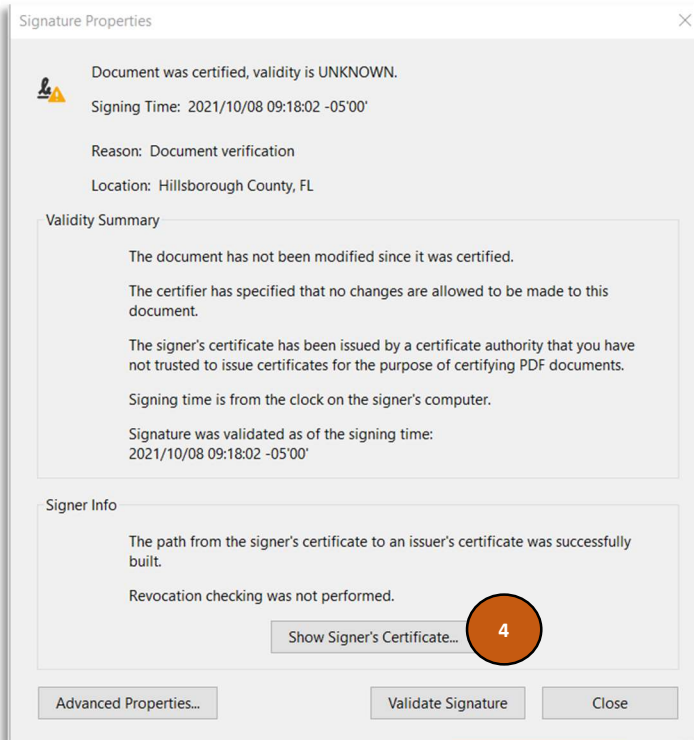 Signature Properties
Document was certified, validity is UNKNOWN.
Signing Time: 2021/10/08 09:18:02 -05'00'
Reason: Document verification
Location: Hillsborough County, FL
Validity Summary
The document has not been modified since it was certified.
The certifier has specified that no changes are allowed to be made to this
document.
The signer's certificate has been issued by a certificate authority that you have
not trusted to issue certificates for the purpose of certifying PDF documents.
Signing time is from the clock on the signer's computer.
Signature was validated as of the signing time:
2021/10/08 09:18:02 -05'00'
Signer Info
The path from the signer's certificate to an issuer's certificate was successfully
built.
Revocation checking was not performed.
Show Signer's Certificate... 4
Advanced Properties... Validate Signature Close